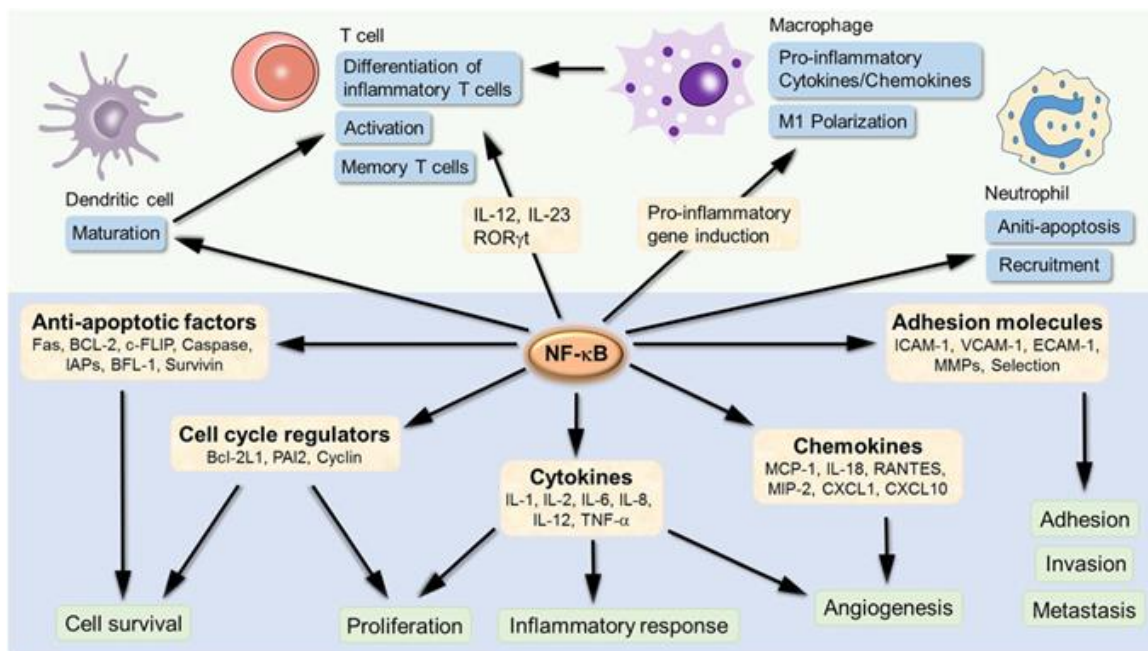 T cell
Differentiation of
inflammatory T cells
Activation
Memory T cells
Macrophage
Pro-inflammatory
Cytokines/Chemokines
M1 Polarization
Dendritic cell
Maturation
IL-12, IL-23
RORγt
Pro-inflammatory
gene induction
Neutrophil
Aniti-apoptosis
Recruitment
Anti-apoptotic factors
Fas, BCL-2, c-FLIP, Caspase,
IAPs, BFL-1, Survivin
NF-κB
Adhesion molecules
ICAM-1, VCAM-1, ECAM-1,
MMPs, Selection
Cell cycle regulators
Bcl-2L1, PAI2, Cyclin
Cytokines
IL-1, IL-2, IL-6, IL-8,
IL-12, TNF-α
Chemokines
MCP-1, IL-18, RANTES,
MIP-2, CXCL1, CXCL10
Cell survival
Proliferation
Inflammatory response
Angiogenesis
Adhesion
Invasion
Metastasis